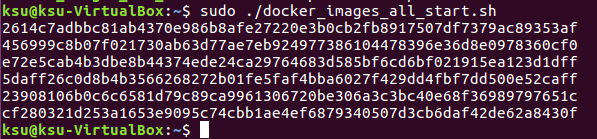 ksu@ksu-VirtualBox:~$ sudo ./docker_images_all_start.sh
2614c7adbbc81ab4370e986b8afe27220e3b0cb2fb8917507df7379ac89353af
456999c8b07f021730ab63d77ae7eb924977386104478396e36d8e0978360cf0
e72e5cab4b3dbe8b44374ede24ca29764683d585bf6cd6bf021915ea123d1dff
5daff26c0d8b4b3566268272b01fe5faf4bba6027f429dd4fbf7dd500e52caff
23908106b0c6c6581d79c89ca9961306720be306a3c3bc40e68f36989797651c
cf280321d253a1653e9095c74cbb1ae4ef6879340507d3cb6daf42de62a8430f
ksu@ksu-VirtualBox:~$